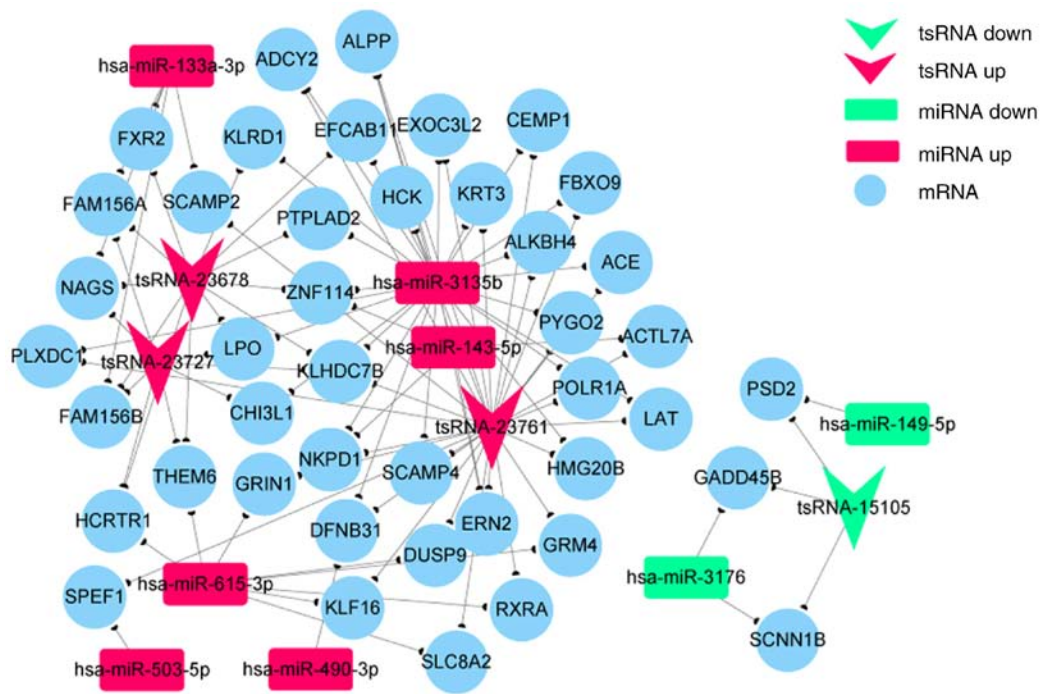 ALPP
tsRNA down
hsa-miR-133a-3p
ADCY2
tsRNA up
miRNA down
FXR2
KLRD1
EFCAB11
EXOC3L2
CEMP1
miRNA up
mRNA
FAM156A
SCAMP2
HCK
KRT3
FBXO9
PTPLAD2
ALKBH4
ACE
NAGS
tsRNA-23678
ZNF114
hsa-miR-3135b
PYGO2
ACTL7A
PLXDC1
tsRNA-23727
LPO
hsa-miR-143-5p
KLHDC7B
POLR1A
PSD2
FAM156B
CHI3L1
tsRNA-23761
LAT
hsa-miR-149-5p
NKPD1
SCAMP4
HMG20B
GADD45B
THEM6
GRIN1
tsRNA-15105
HCRTR1
DFNB31
ERN2
DUSP9
GRM4
hsa-miR-615-3p
hsa-miR-3176
SPEF1
KLF16
RXRA
SCNN1B
SLC8A2
hsa-miR-503-5p
hsa-miR-490-3p